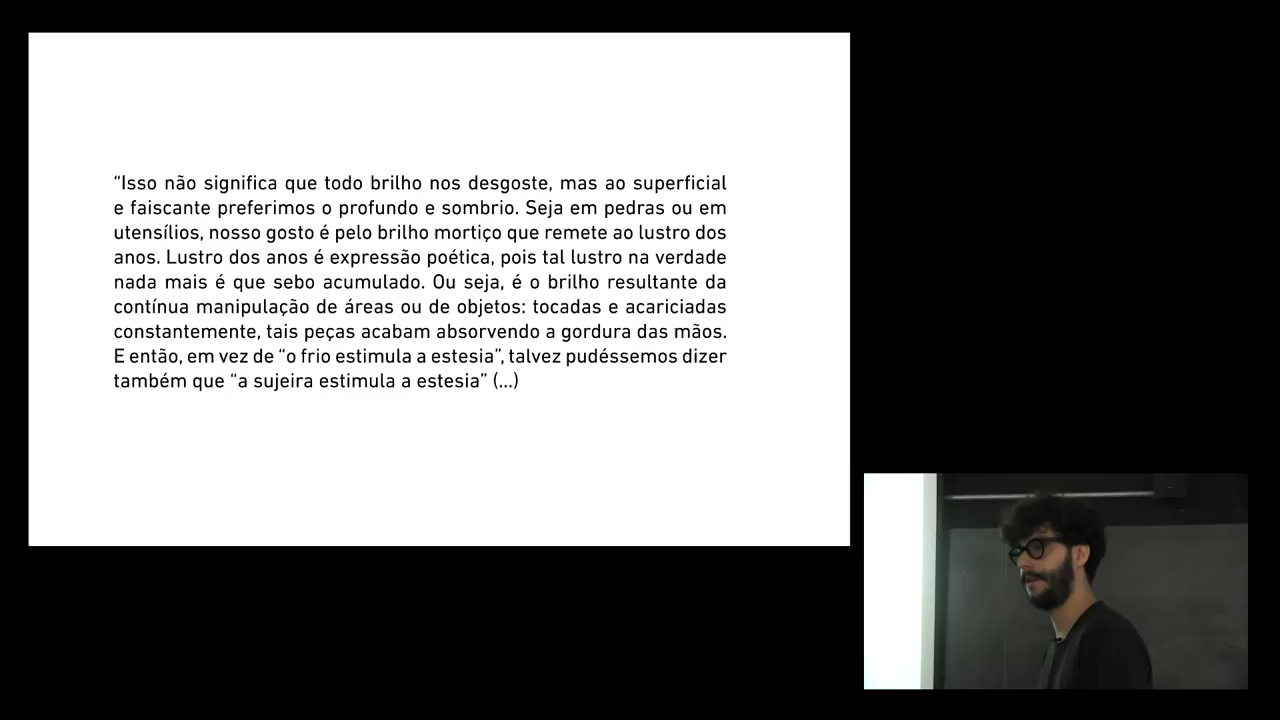 “Isso não significa que todo brilho nos desgoste, mas ao superficial
e faiscante preferimos o profundo e sombrio. Seja em pedras ou em
utensílios, nosso gosto é pelo brilho mortiço que remete ao lustro dos
anos. Lustro dos anos é expressão poética, pois tal lustro na verdade
nada mais é que sebo acumulado. Ou seja, é o brilho resultante da
contínua manipulação de áreas ou de objetos: tocadas e acariciadas
constantemente, tais peças acabam absorvendo a gordura das mãos.
E então, em vez de “o frio estimula a estesia”, talvez pudéssemos dizer
também que “a sujeira estimula a estesia” (...)